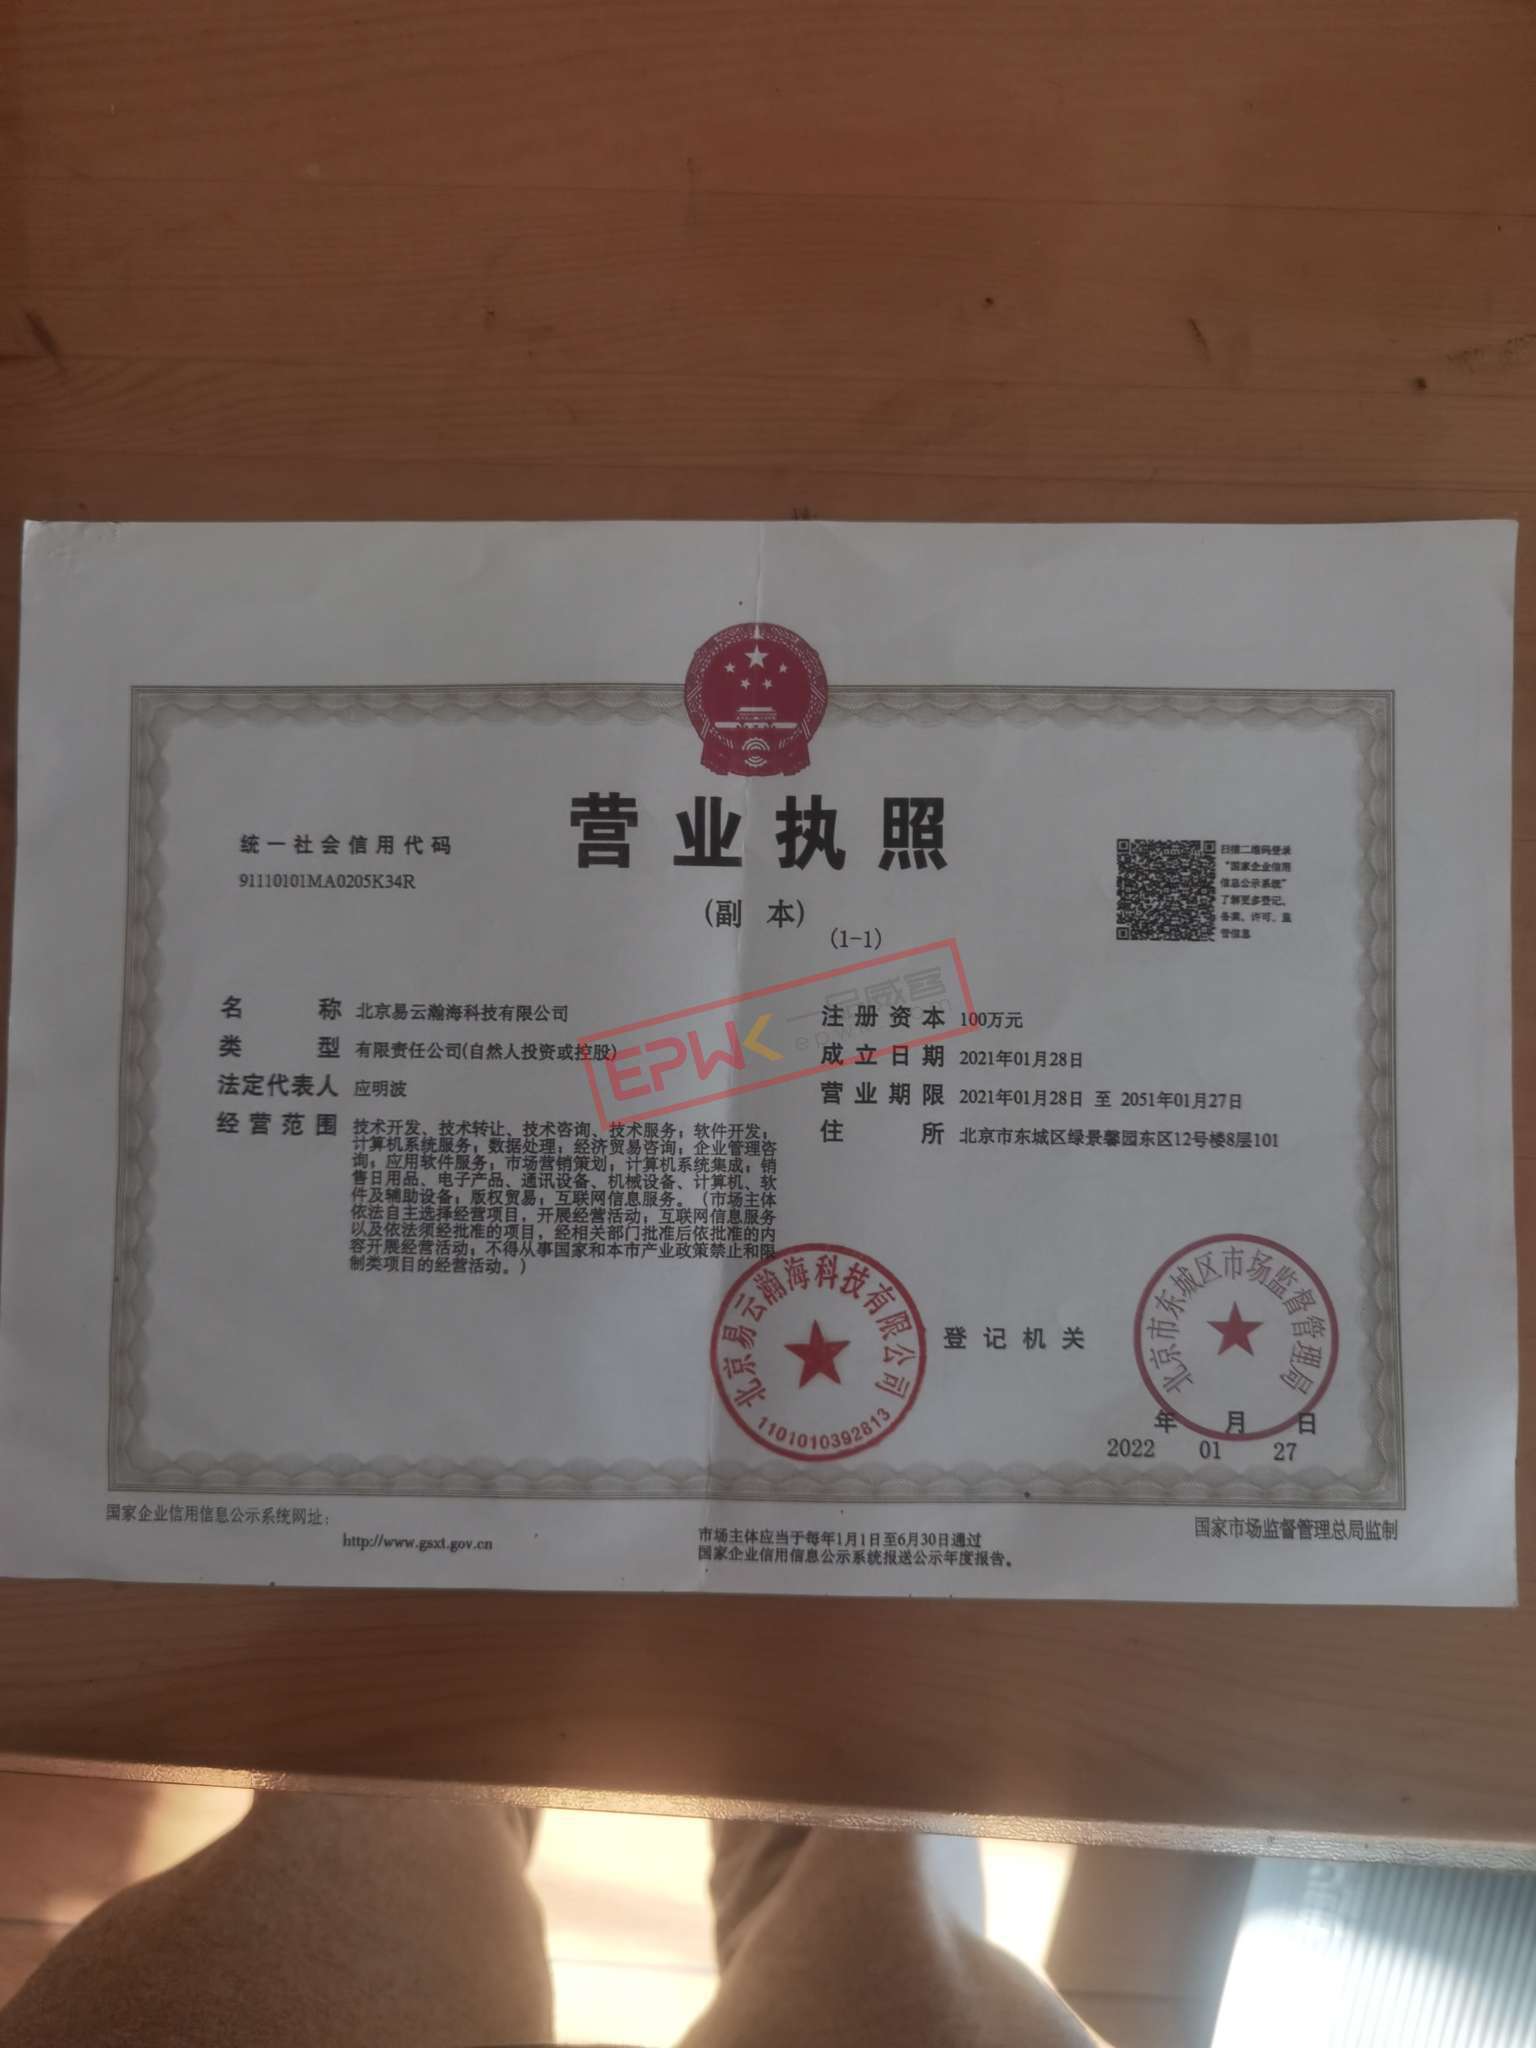 营业执照
(副 本)
(1-1)
统一社会信用代码
91110101MA0205K34R
扫描二维码登录
“国家企业信用
信息公示系统”
了解更多登记、
备案、许可、监
管信息
名 称 北京易云瀚海科技有限公司
类 型 有限责任公司(自然人投资或控股)
法定代表人 应明波
经营范围 技术开发、技术转让、技术咨询、技术服务；软件开发；
计算机系统服务；数据处理；经济贸易咨询；企业管理咨
询；应用软件服务；市场营销策划；计算机系统集成；销
售日用品、电子产品、通讯设备、机械设备、计算机、软
件及辅助设备；版权贸易；互联网信息服务。（市场主体
依法自主选择经营项目，开展经营活动；互联网信息服务
以及依法须经批准的项目，经相关部门批准后依批准的内
容开展经营活动；不得从事国家和本市产业政策禁止和限
制类项目的经营活动。）
注册资本 100万元
成立日期 2021年01月28日
营业期限 2021年01月28日 至 2051年01月27日
住 所 北京市东城区绿景馨园东区12号楼8层101
EPWK 一品威客
epwk.com
北京易云瀚海科技有限公司
1101010392813
登记机关
北京市东城区市场监督管理局
年 月 日
2022 01 27
国家企业信用信息公示系统网址：
http://www.gsxt.gov.cn
市场主体应当于每年1月1日至6月30日通过
国家企业信用信息公示系统报送公示年度报告。
国家市场监督管理总局监制